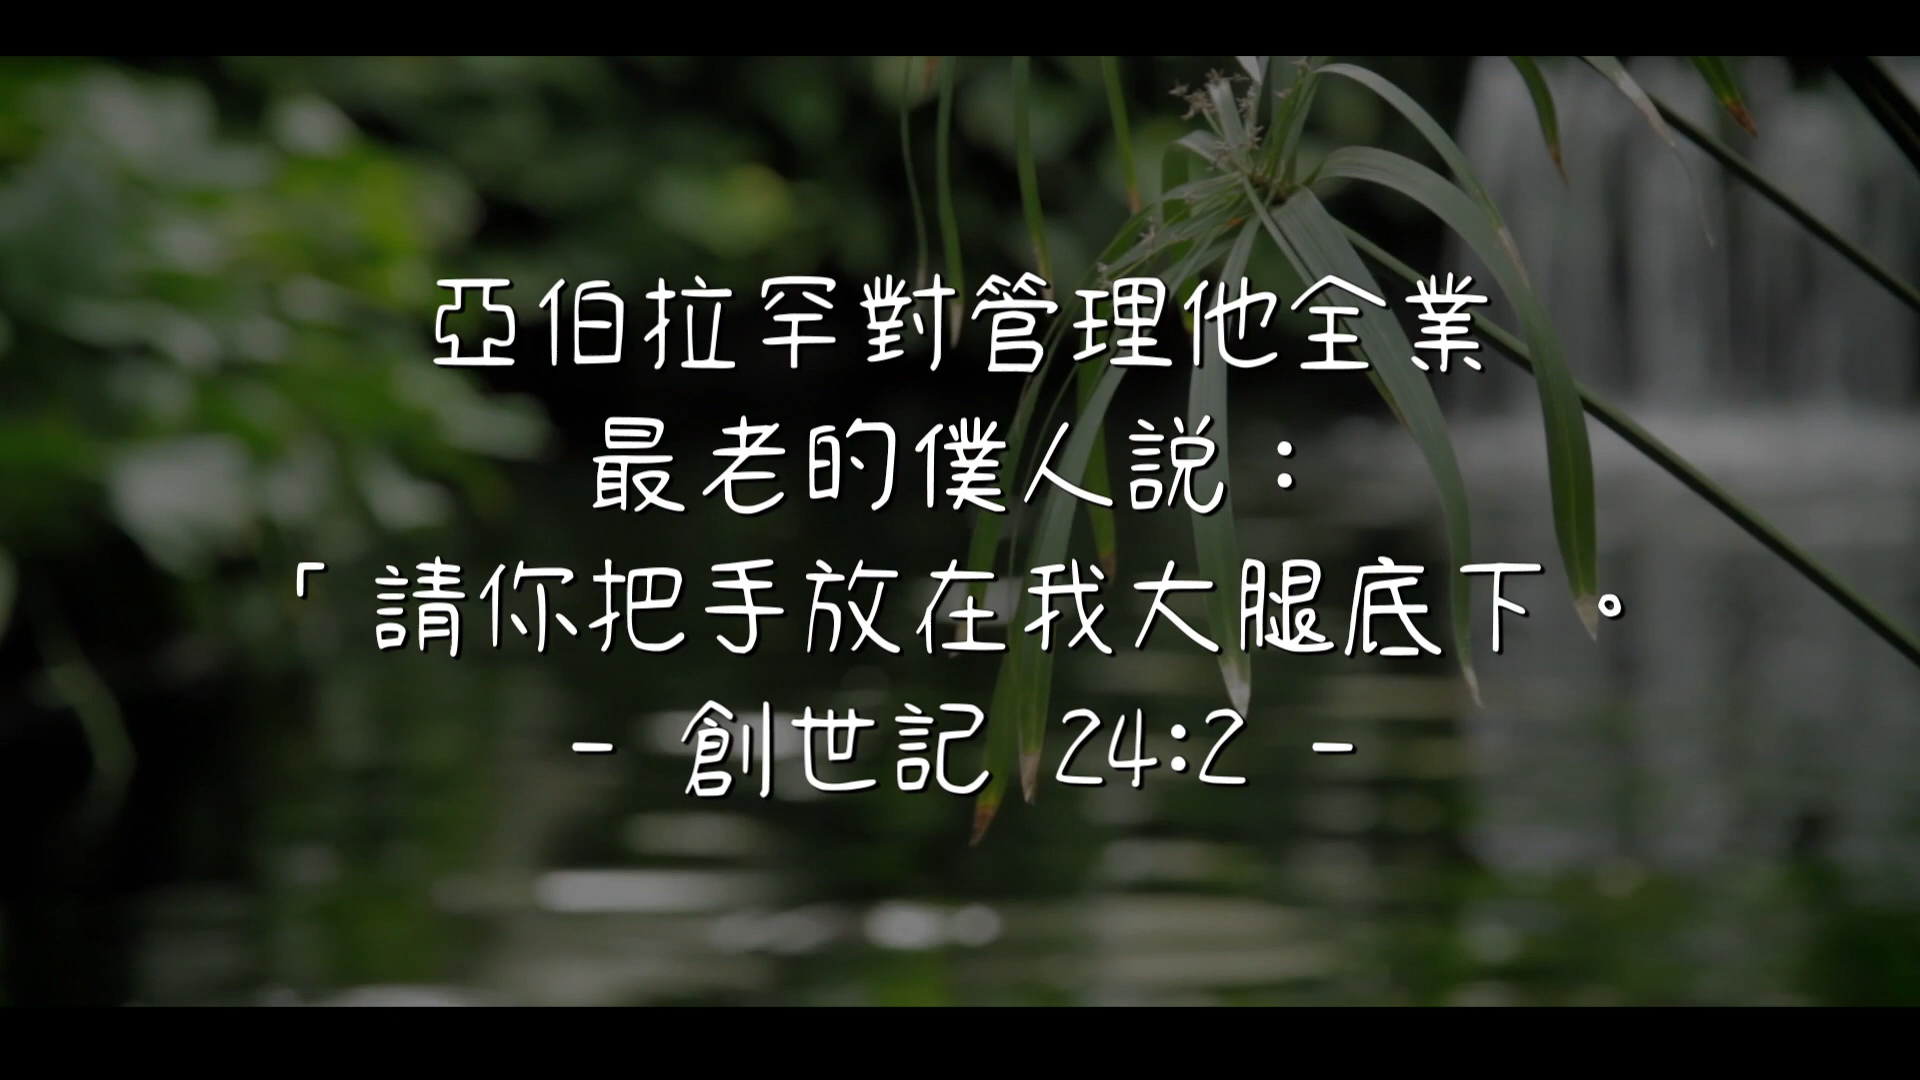 亞伯拉罕對管理他全業
最老的僕人説：
「請你把手放在我大腿底下。
- 創世記 24:2 -